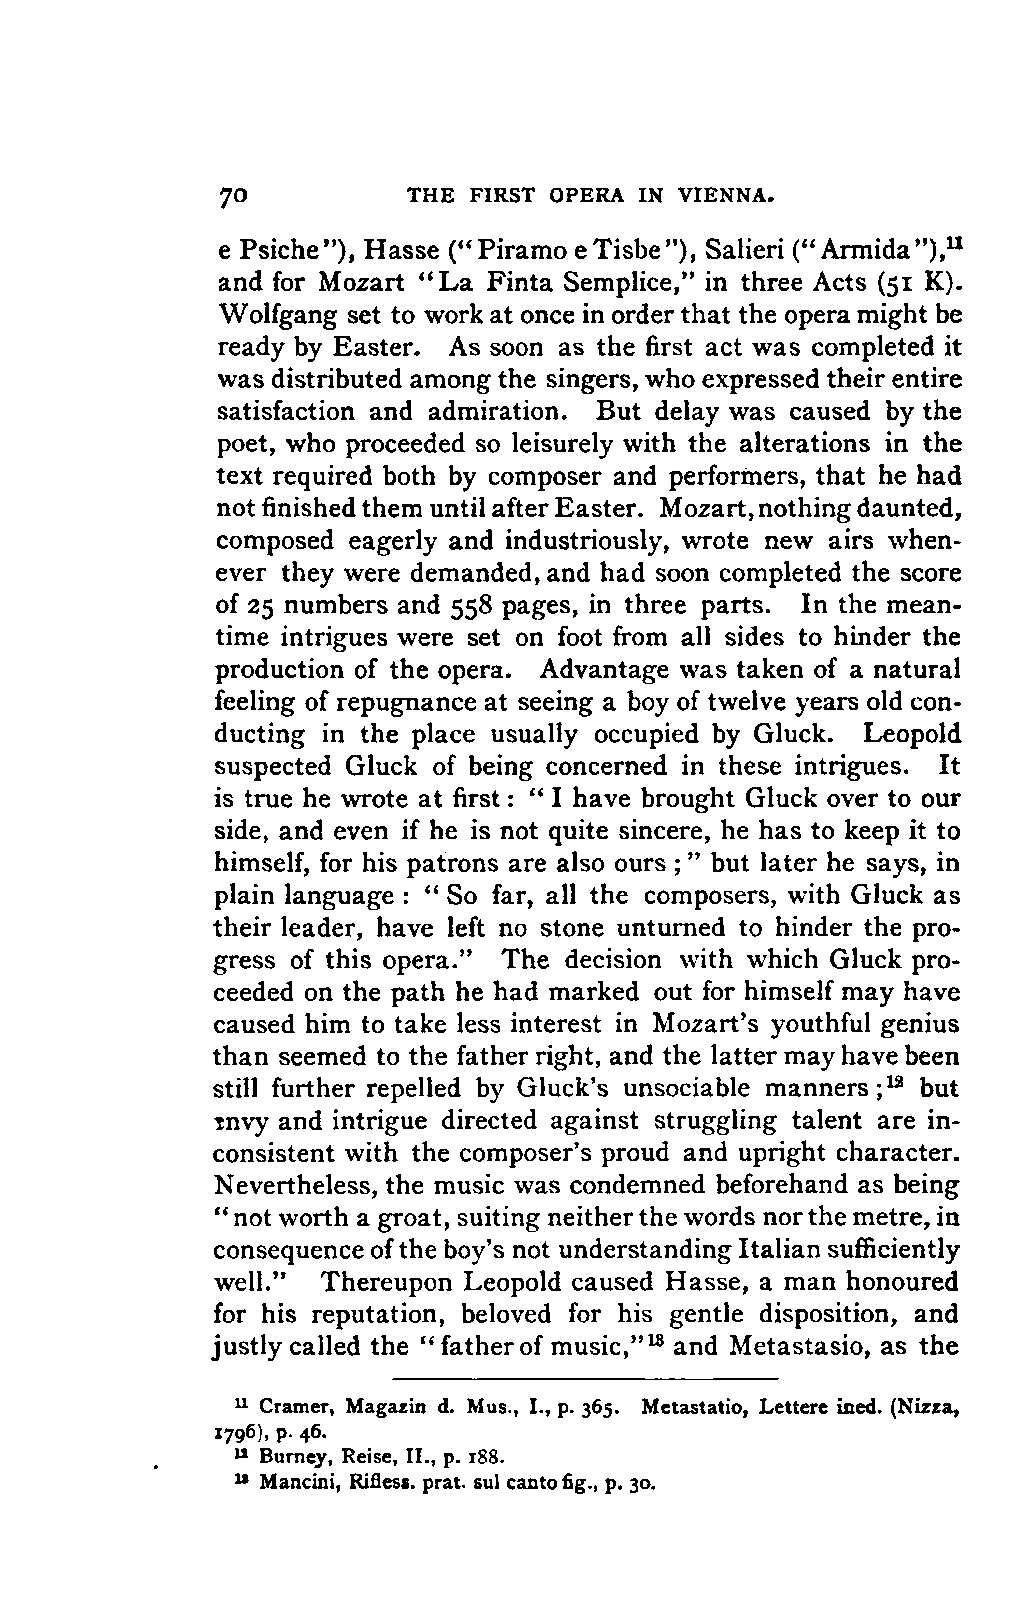 70 THE FIRST OPERA IN VIENNA.
e Psiche"), Hasse ("Piramo e Tisbe"), Salieri ("Armida"),¹¹
and for Mozart "La Finta Semplice," in three Acts (51 K).
Wolfgang set to work at once in order that the opera might be
ready by Easter. As soon as the first act was completed it
was distributed among the singers, who expressed their entire
satisfaction and admiration. But delay was caused by the
poet, who proceeded so leisurely with the alterations in the
text required both by composer and performers, that he had
not finished them until after Easter. Mozart, nothing daunted,
composed eagerly and industriously, wrote new airs when-
ever they were demanded, and had soon completed the score
of 25 numbers and 558 pages, in three parts. In the mean-
time intrigues were set on foot from all sides to hinder the
production of the opera. Advantage was taken of a natural
feeling of repugnance at seeing a boy of twelve years old con-
ducting in the place usually occupied by Gluck. Leopold
suspected Gluck of being concerned in these intrigues. It
is true he wrote at first : "I have brought Gluck over to our
side, and even if he is not quite sincere, he has to keep it to
himself, for his patrons are also ours ; " but later he says, in
plain language : "So far, all the composers, with Gluck as
their leader, have left no stone unturned to hinder the pro-
gress of this opera." The decision with which Gluck pro-
ceeded on the path he had marked out for himself may have
caused him to take less interest in Mozart's youthful genius
than seemed to the father right, and the latter may have been
still further repelled by Gluck's unsociable manners ;¹² but
envy and intrigue directed against struggling talent are in-
consistent with the composer's proud and upright character.
Nevertheless, the music was condemned beforehand as being
"not worth a groat, suiting neither the words nor the metre, in
consequence of the boy's not understanding Italian sufficiently
well." Thereupon Leopold caused Hasse, a man honoured
for his reputation, beloved for his gentle disposition, and
justly called the "father of music,"¹³ and Metastasio, as the
¹¹ Cramer, Magazin d. Mus., I., p. 365. Metastatio, Lettere ined. (Nizza,
1796), p. 46.
¹² Burney, Reise, II., p. 188.
¹³ Mancini, Rifless. prat. sul canto fig., p. 30.